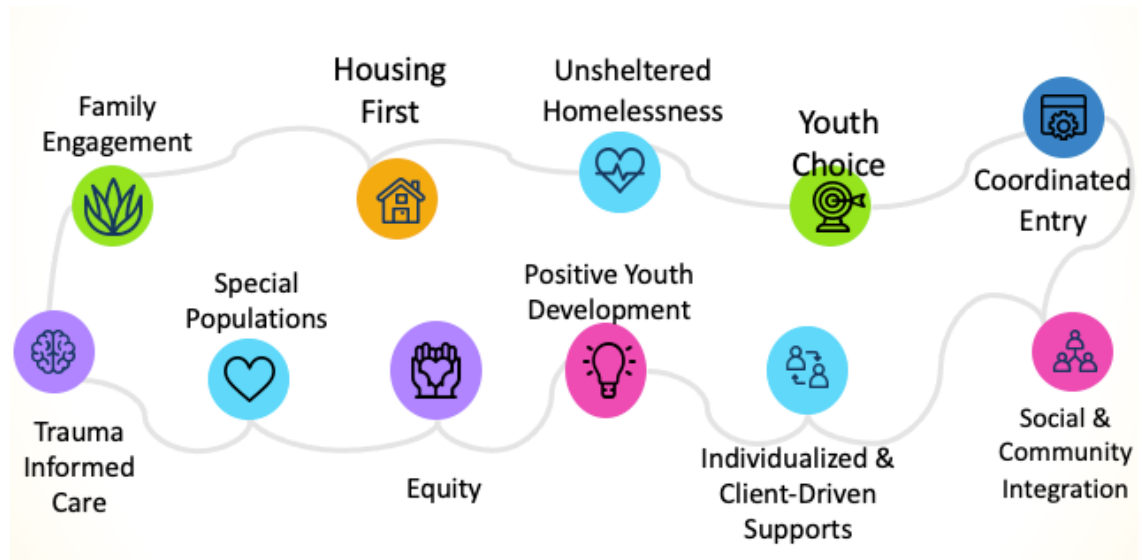 Family
Engagement
Housing
First
Unsheltered
Homelessness
Youth
Choice
Coordinated
Entry
Trauma
Informed
Care
Special
Populations
Equity
Positive Youth
Development
Individualized &
Client-Driven
Supports
Social &
Community
Integration